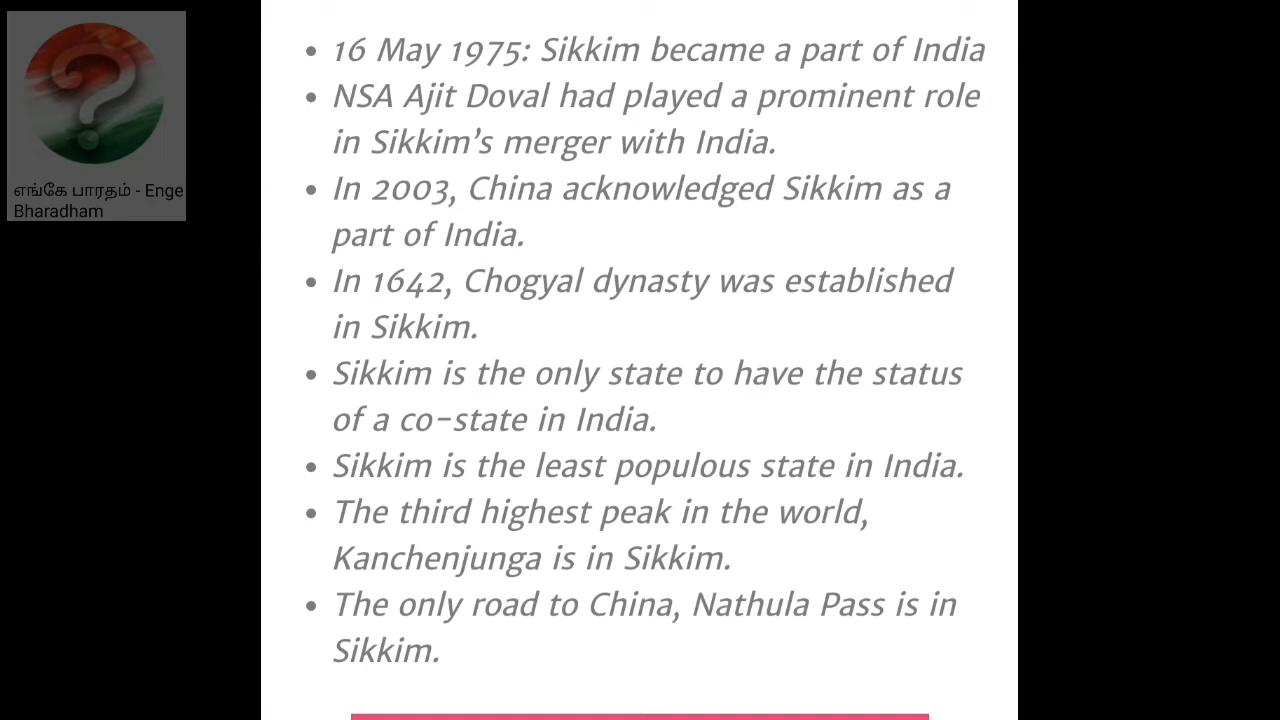 எங்கே பாரதம் - Enge
Bharadham
• 16 May 1975: Sikkim became a part of India
• NSA Ajit Doval had played a prominent role
in Sikkim’s merger with India.
• In 2003, China acknowledged Sikkim as a
part of India.
• In 1642, Chogyal dynasty was established
in Sikkim.
• Sikkim is the only state to have the status
of a co-state in India.
• Sikkim is the least populous state in India.
• The third highest peak in the world,
Kanchenjunga is in Sikkim.
• The only road to China, Nathula Pass is in
Sikkim.